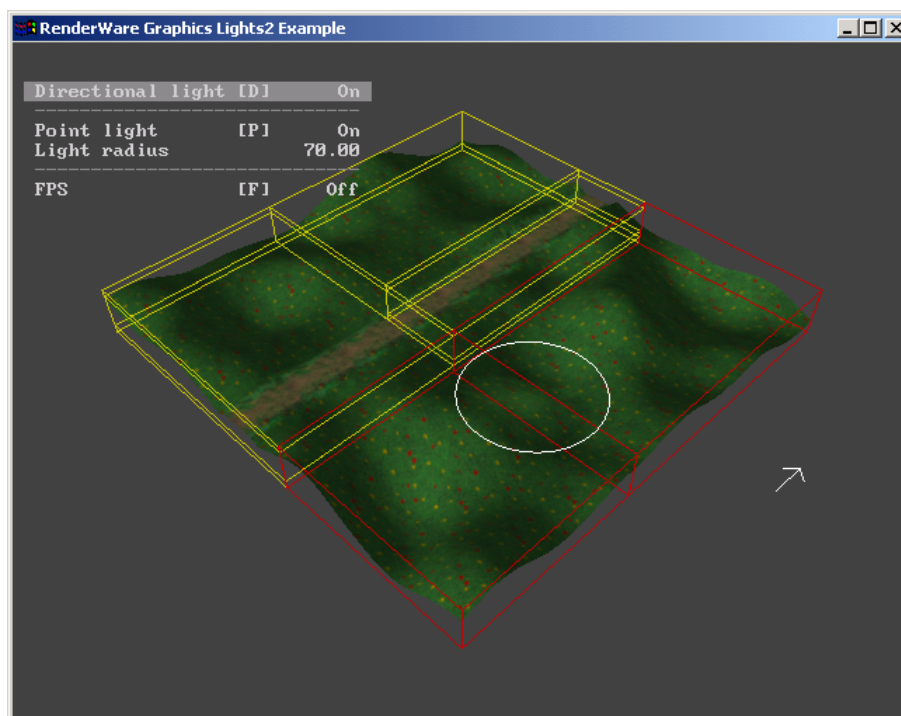 RenderWare Graphics Lights2 Example
Directional light [D] On
Point light [P] On
Light radius 70.00
FPS [F] Off